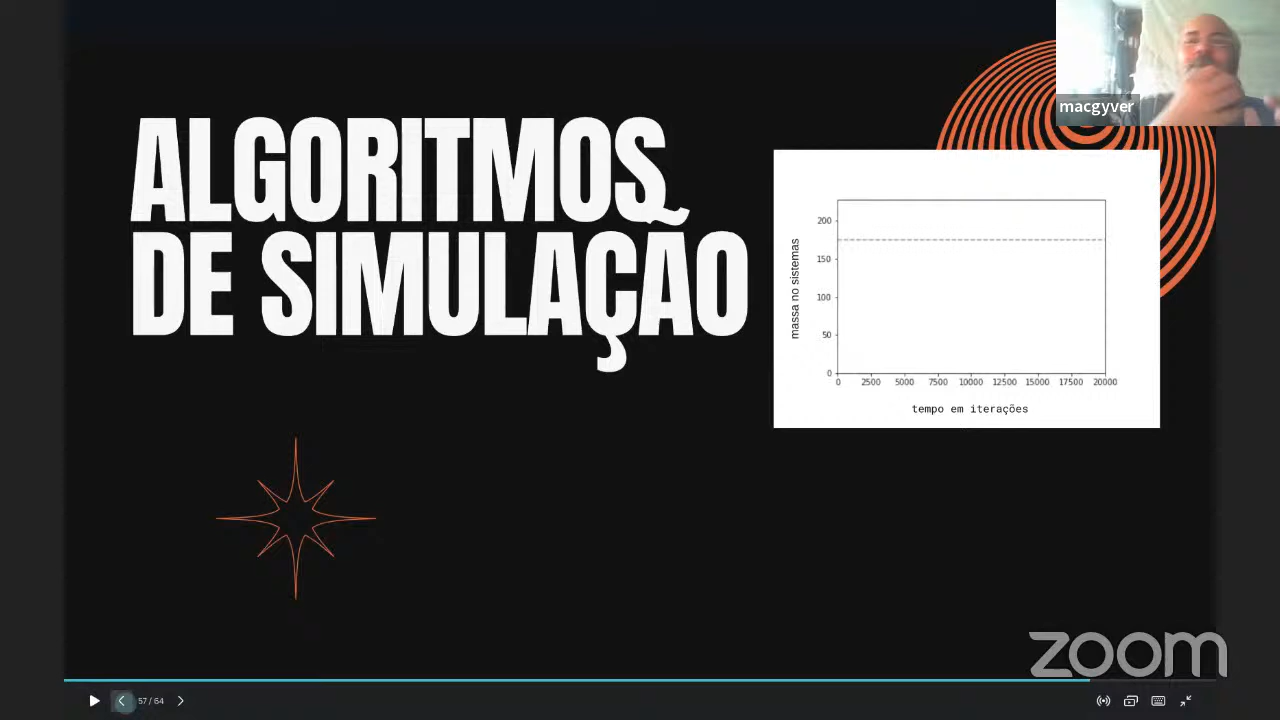 macgyver
ALGORITMOS
DE SIMULAÇÃO
massa no sistemas
200
150
100
50
0
0 2500 5000 7500 10000 12500 15000 17500 20000
tempo em iterações
zoom
57 / 64